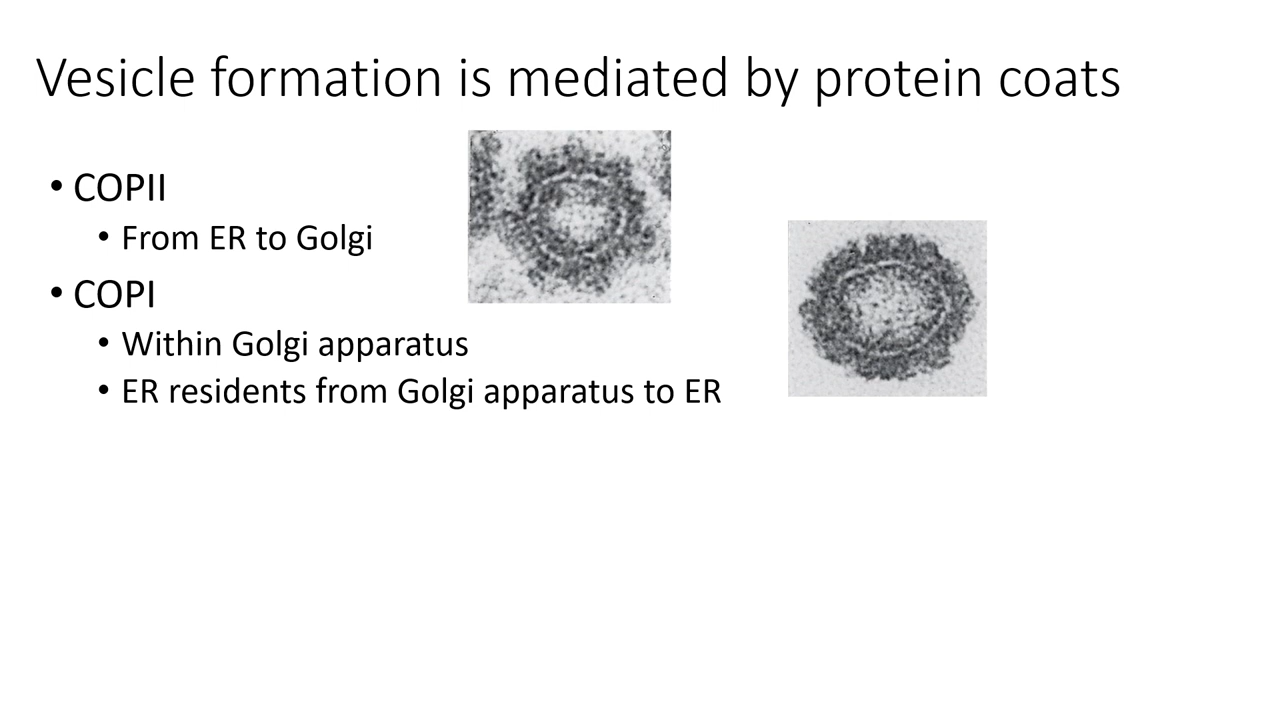 Vesicle formation is mediated by protein coats
• COPII
• From ER to Golgi
• COPI
• Within Golgi apparatus
• ER residents from Golgi apparatus to ER